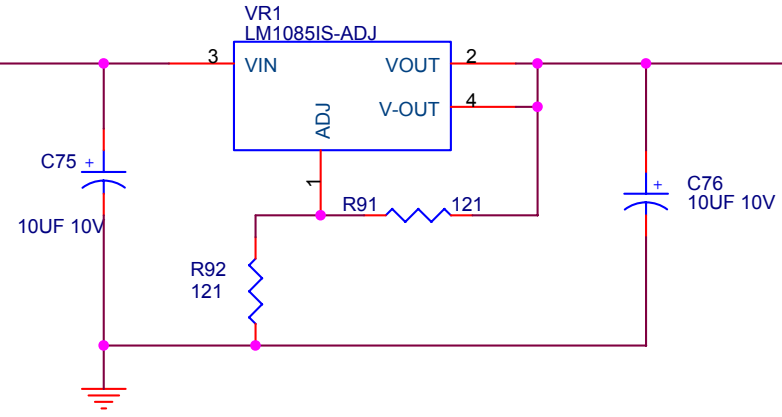 VR1
LM1085IS-ADJ
3
VIN
VOUT
2
V-OUT
4
ADJ
1
C75 +
10UF 10V
R91
121
+
C76
10UF 10V
R92
121